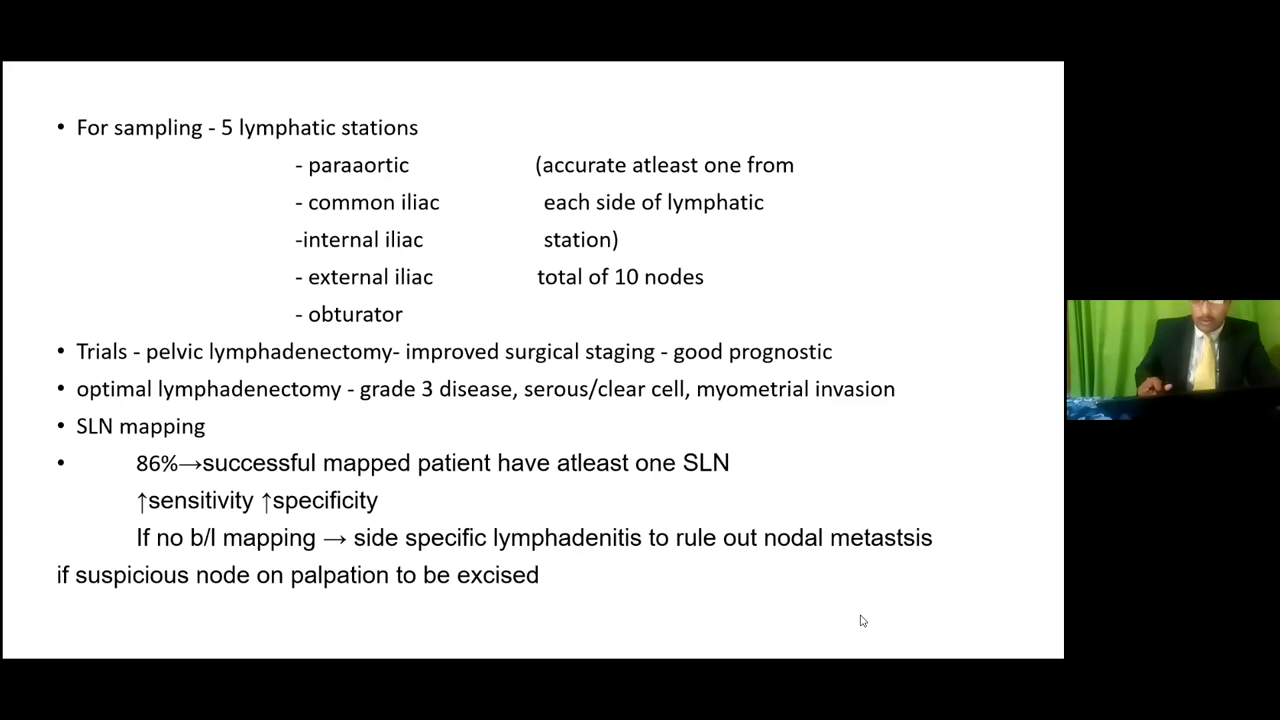 • For sampling - 5 lymphatic stations
- paraaortic (accurate atleast one from
- common iliac each side of lymphatic
-internal iliac station)
- external iliac total of 10 nodes
- obturator
• Trials - pelvic lymphadenectomy- improved surgical staging - good prognostic
• optimal lymphadenectomy - grade 3 disease, serous/clear cell, myometrial invasion
• SLN mapping
• 86%→successful mapped patient have atleast one SLN
↑sensitivity ↑specificity
If no b/l mapping → side specific lymphadenitis to rule out nodal metastsis
if suspicious node on palpation to be excised